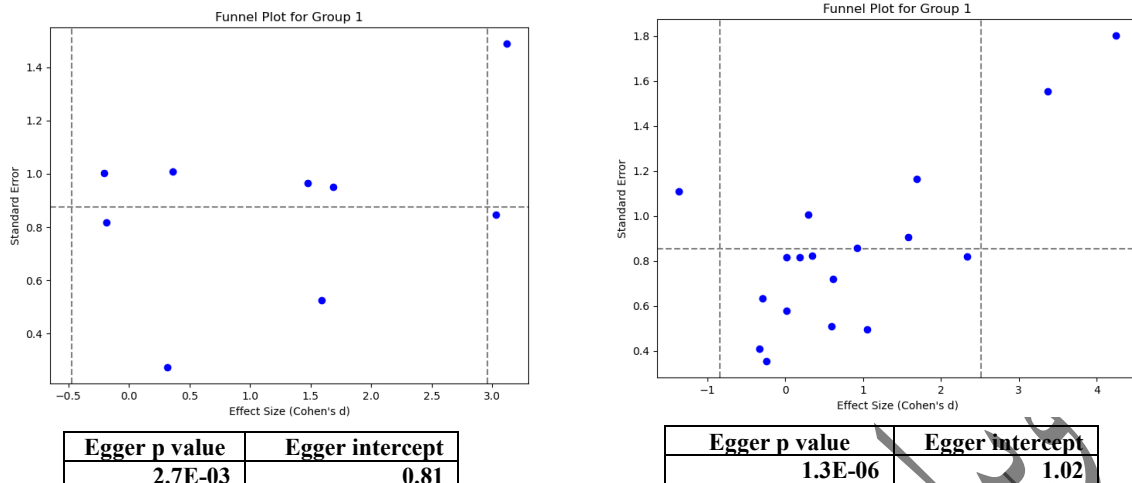 Funnel Plot for Group 1
1.4
1.2
1.0
0.8
0.6
0.4
Standard Error
−0.5 0.0 0.5 1.0 1.5 2.0 2.5 3.0
Effect Size (Cohen's d)
Egger p value Egger intercept
2.7E-03 0.81
Funnel Plot for Group 1
1.8
1.6
1.4
1.2
1.0
0.8
0.6
0.4
Standard Error
−1 0 1 2 3 4
Effect Size (Cohen's d)
Egger p value Egger intercept
1.3E-06 1.02